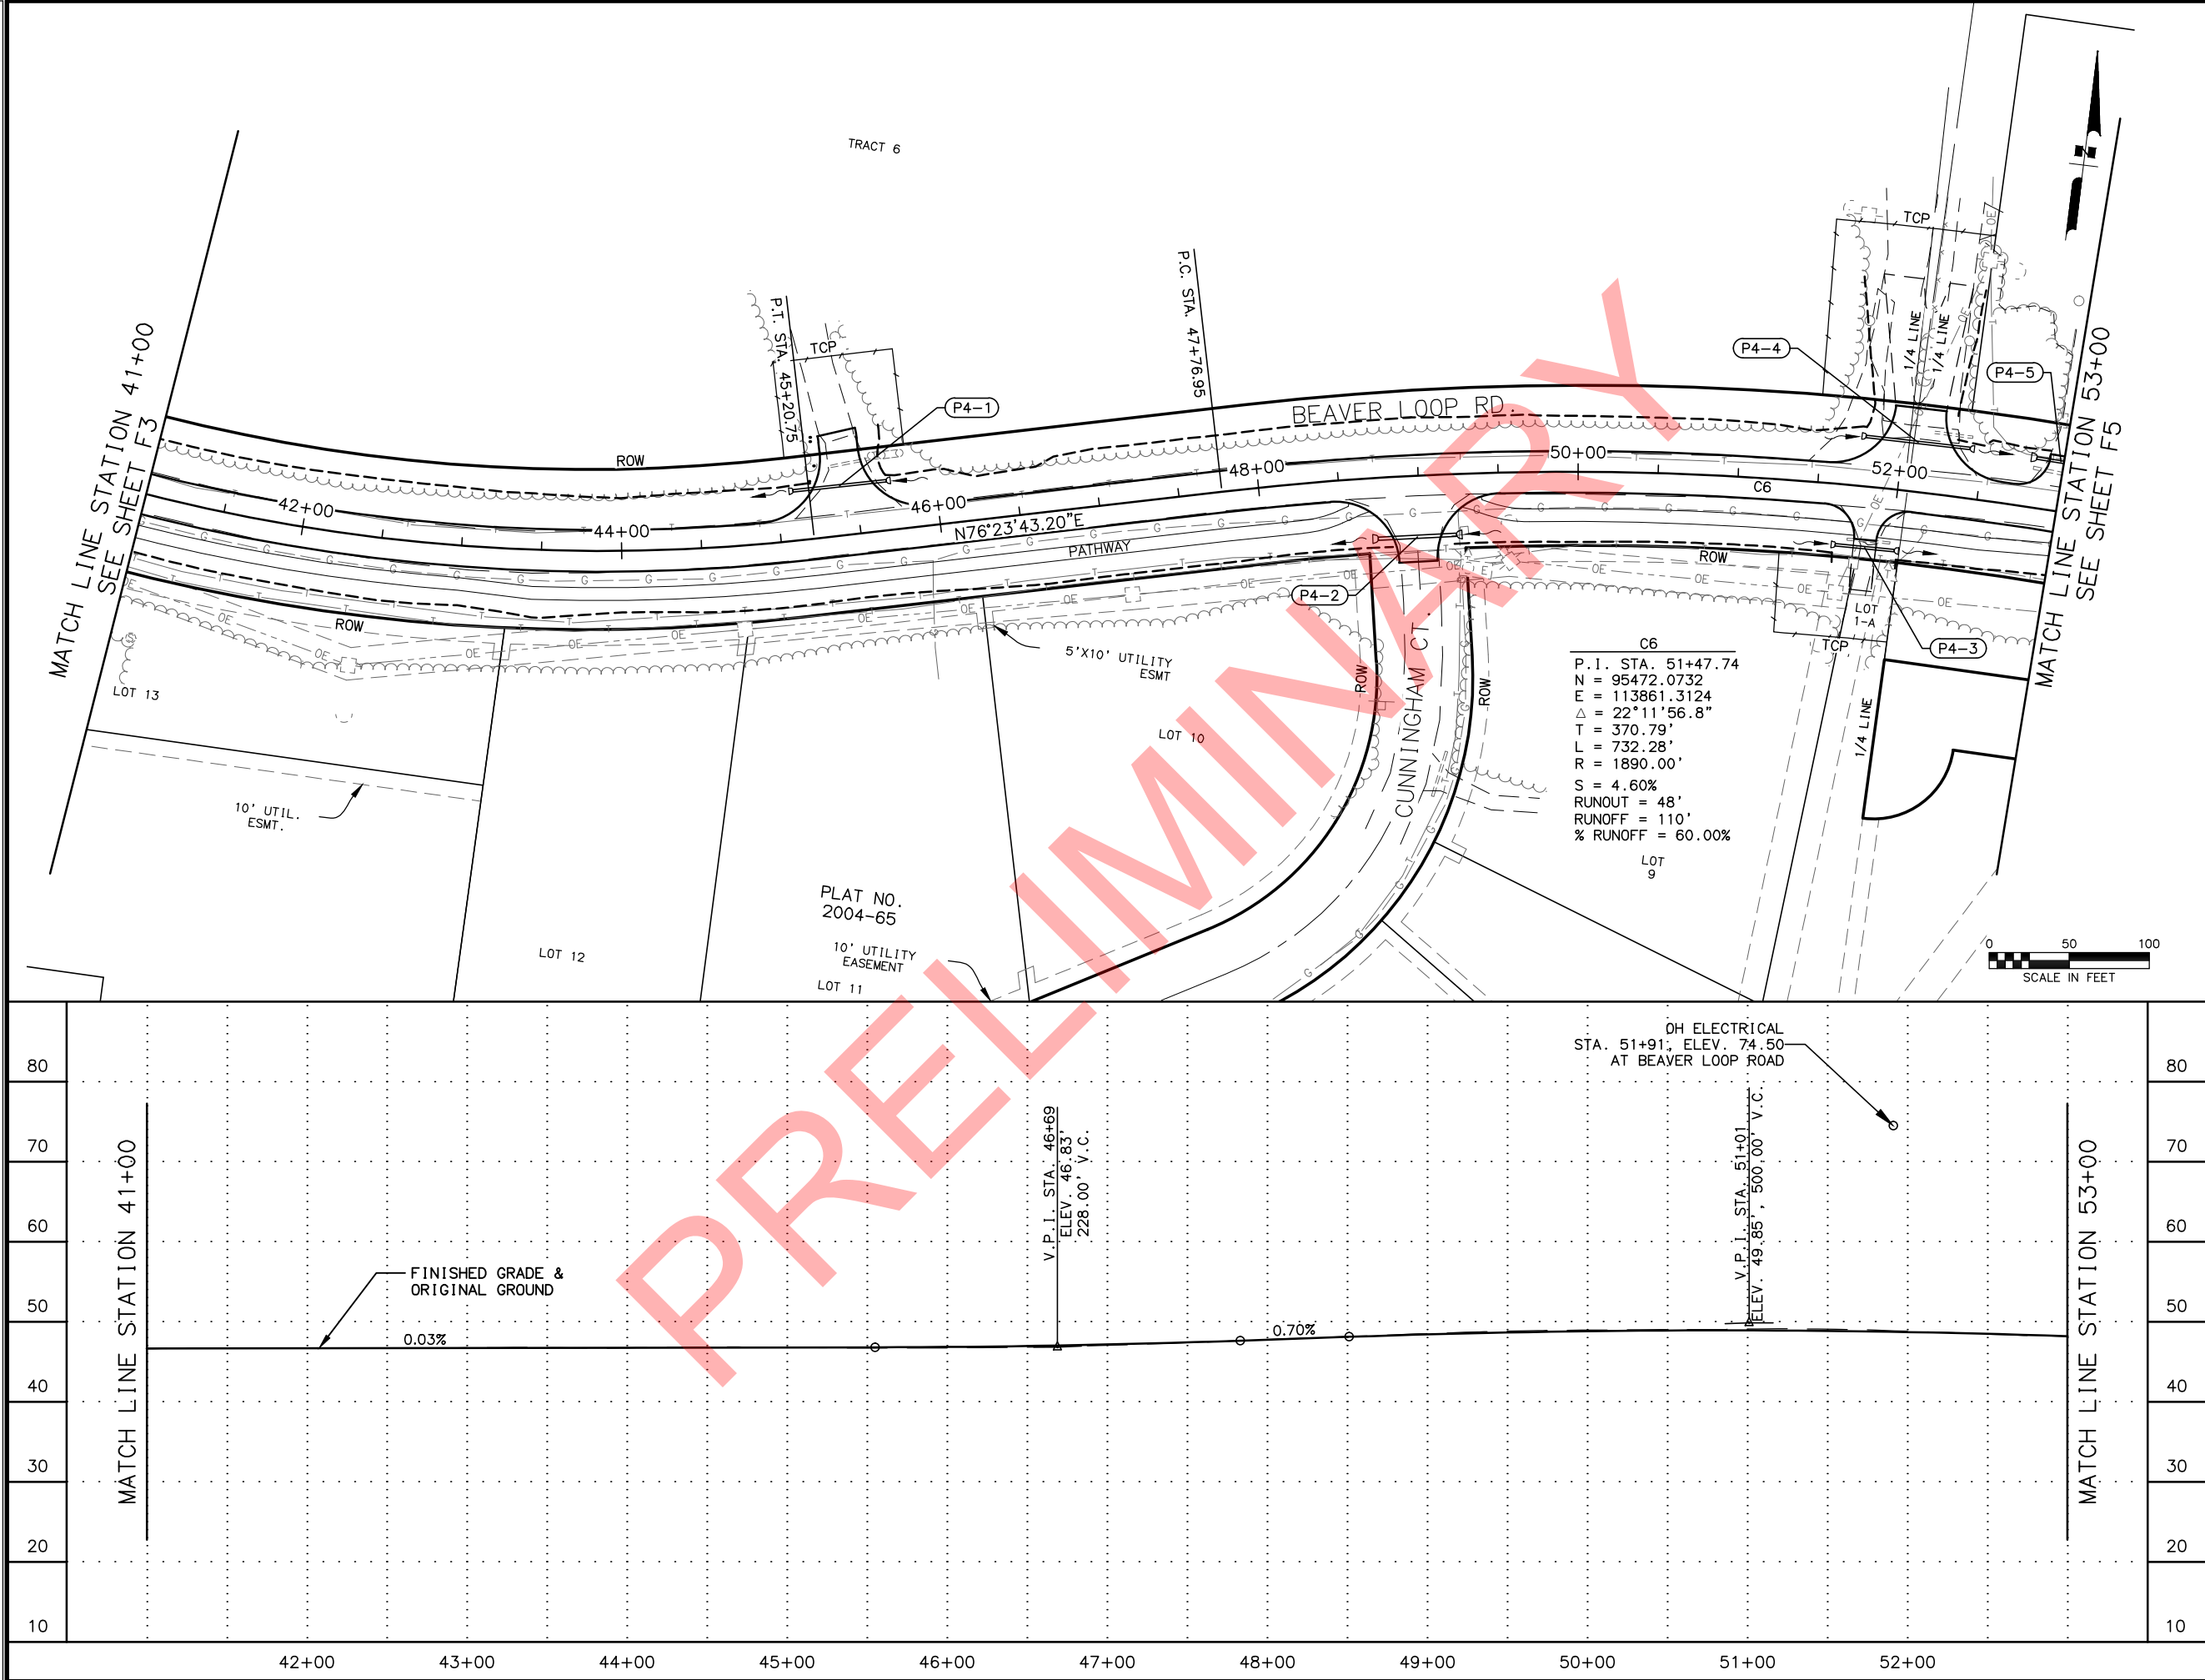 TRACT 6
MATCH LINE STATION 41+00
SEE SHEET F3
P.T. STA. 45+20.75
TCP
P4-1
P.C. STA. 47+76.95
BEAVER LOOP RD.
P4-4
TCP
1/4 LINE
1/4 LINE
P4-5
N
MATCH LINE STATION 53+00
SEE SHEET F5
ROW
42+00
44+00
46+00
48+00
50+00
52+00
C6
N76°23'43.20"E
PATHWAY
ROW
ROW
P4-2
5'X10' UTILITY
ESMT
LOT 13
10' UTIL.
ESMT.
LOT 10
ROW
CUNNINGHAM CT.
ROW
LOT
1-A
TCP
P4-3
1/4 LINE
C6
P.I. STA. 51+47.74
N = 95472.0732
E = 113861.3124
△ = 22°11'56.8"
T = 370.79'
L = 732.28'
R = 1890.00'
S = 4.60%
RUNOUT = 48'
RUNOFF = 110'
% RUNOFF = 60.00%
LOT
9
PLAT NO.
2004-65
LOT 12
10' UTILITY
EASEMENT
LOT 11
0 50 100
SCALE IN FEET
PRELIMINARY
OH ELECTRICAL
STA. 51+91, ELEV. 74.50
AT BEAVER LOOP ROAD
80
70
60
50
40
30
20
10
MATCH LINE STATION 41+00
FINISHED GRADE &
ORIGINAL GROUND
0.03%
V.P.I. STA. 46+69
ELEV. 46.83'
228.00' V.C.
0.70%
V.P.I. STA. 51+01
ELEV. 49.85', 500.00' V.C.
MATCH LINE STATION 53+00
80
70
60
50
40
30
20
10
42+00 43+00 44+00 45+00 46+00 47+00 48+00 49+00 50+00 51+00 52+00